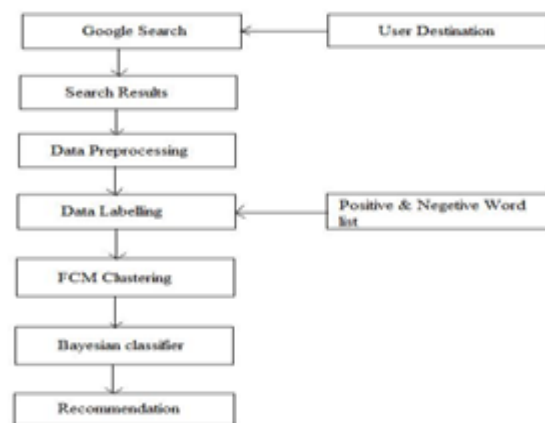 Google Search
User Destination
Search Results
Data Preprocessing
Data Labelling
Positive & Negetive Word
list
FCM Clustering
Bayesian classifier
Recommendation